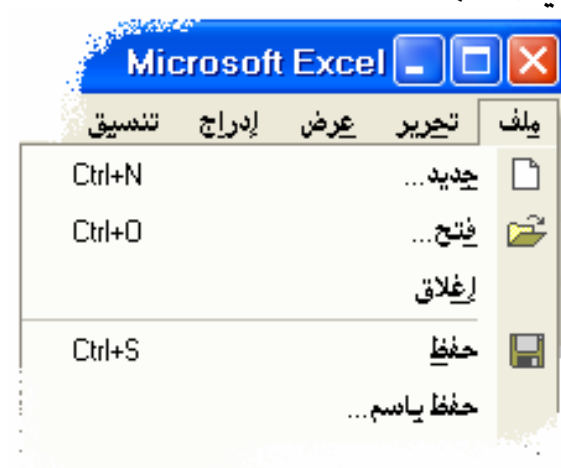 Microsoft Excel
ملف تحرير عرض إدراج تنسيق
جديد... Ctrl+N
فتح... Ctrl+O
إغلاق
حفظ Ctrl+S
حفظ باسم...